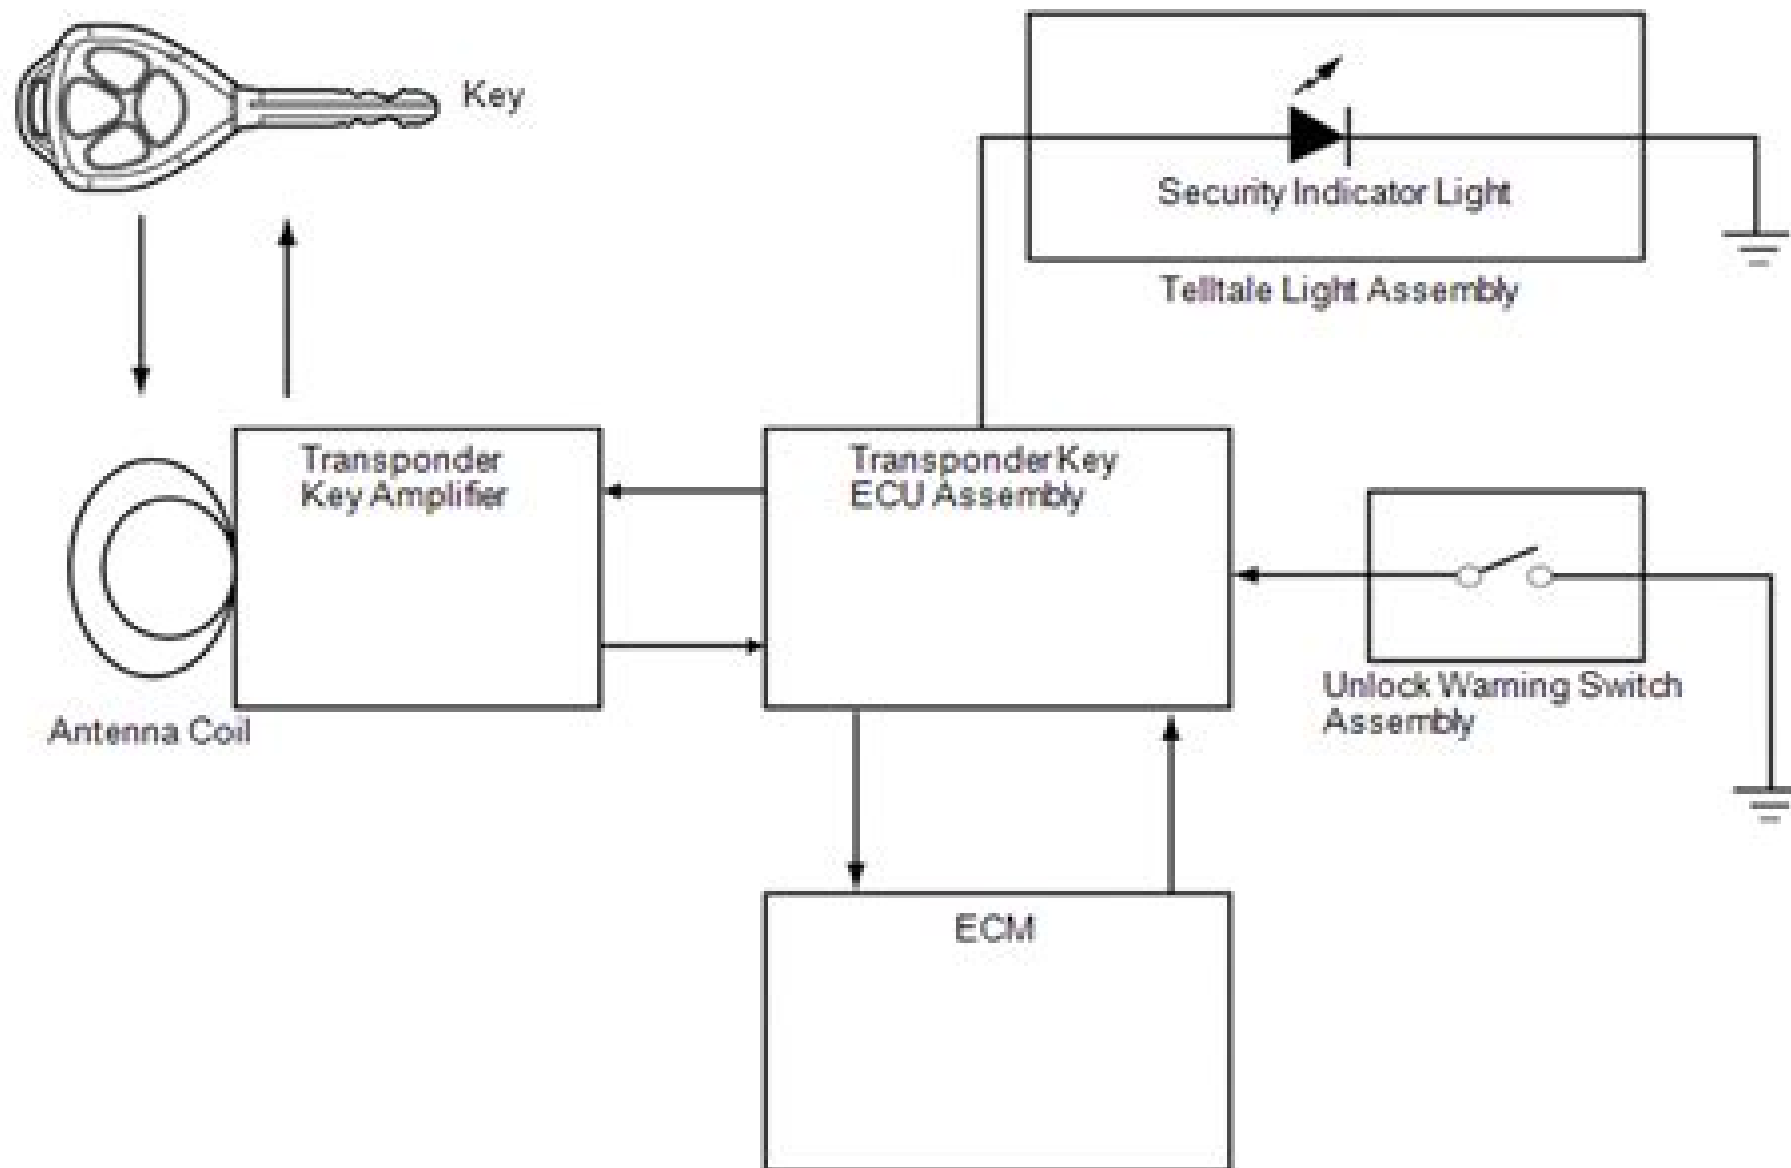 Key
Security Indicator Light
Telltale Light Assembly
Transponder
Key Amplifier
Transponder Key
ECU Assembly
Unlock Warning Switch
Assembly
Antenna Coil
ECM